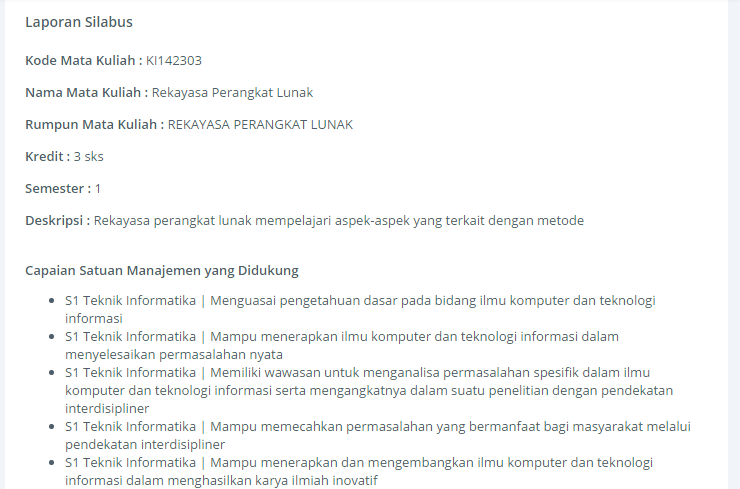 Laporan Silabus
Kode Mata Kuliah : KI142303
Nama Mata Kuliah : Rekayasa Perangkat Lunak
Rumpun Mata Kuliah : REKAYASA PERANGKAT LUNAK
Kredit : 3 sks
Semester : 1
Deskripsi : Rekayasa perangkat lunak mempelajari aspek-aspek yang terkait dengan metode
Capaian Satuan Manajemen yang Didukung
• S1 Teknik Informatika | Menguasai pengetahuan dasar pada bidang ilmu komputer dan teknologi
informasi
• S1 Teknik Informatika | Mampu menerapkan ilmu komputer dan teknologi informasi dalam
menyelesaikan permasalahan nyata
• S1 Teknik Informatika | Memiliki wawasan untuk menganalisa permasalahan spesifik dalam ilmu
komputer dan teknologi informasi serta mengangkatnya dalam suatu penelitian dengan pendekatan
interdisipliner
• S1 Teknik Informatika | Mampu memecahkan permasalahan yang bermanfaat bagi masyarakat melalui
pendekatan interdisipliner
• S1 Teknik Informatika | Mampu menerapkan dan mengembangkan ilmu komputer dan teknologi
informasi dalam menghasilkan karya ilmiah inovatif